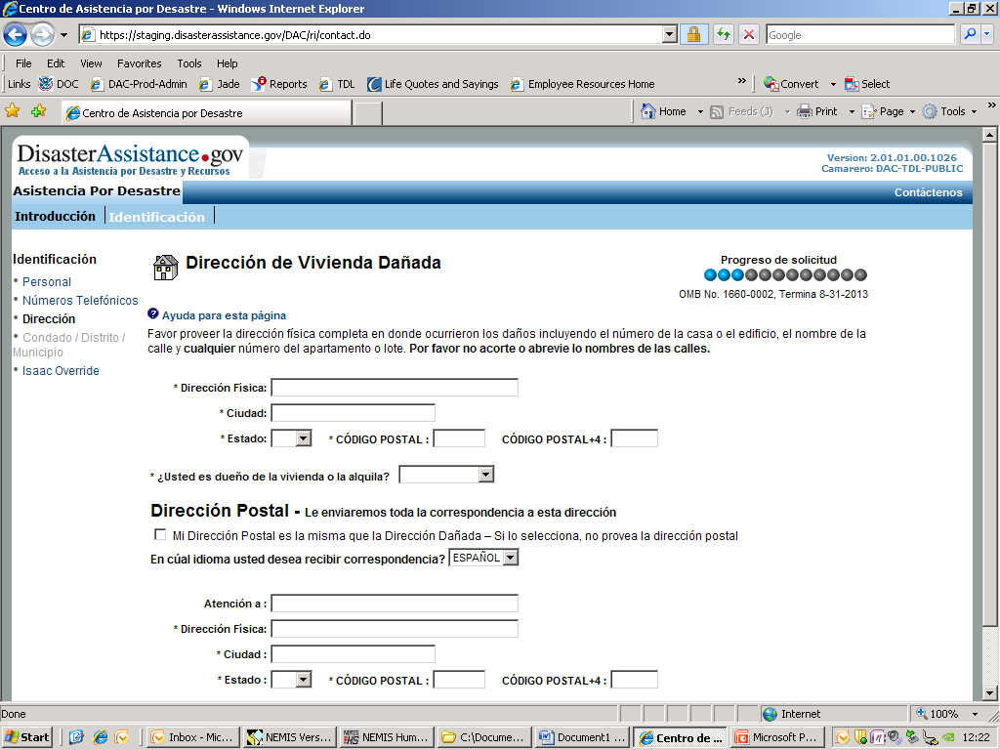 Centro de Asistencia por Desastre - Windows Internet Explorer
https://staging.disasterassistance.gov/DAC/ri/contact.do
Google
File Edit View Favorites Tools Help
Links DOC DAC-Prod-Admin Jade Reports TDL Life Quotes and Sayings Employee Resources Home » Convert Select
Centro de Asistencia por Desastre Home Feeds (J) Print Page Tools »
DisasterAssistance.gov
Acceso a la Asistencia por Desastre y Recursos
Version: 2.01.01.00.1026
Camarero: DAC-TDL-PUBLIC
Asistencia Por Desastre Contáctenos
Introducción Identificación
Identificación
• Personal
• Números Telefónicos
• Dirección
• Condado / Distrito /
Municipio
• Isaac Override
Dirección de Vivienda Dañada
Progreso de solicitud
OMB No. 1660-0002, Termina 8-31-2013
? Ayuda para esta página
Favor proveer la dirección física completa en donde ocurrieron los daños incluyendo el número de la casa o el edificio, el nombre de la
calle y cualquier número del apartamento o lote. Por favor no acorte o abrevie lo nombres de las calles.
* Dirección Física:
* Ciudad:
* Estado: * CÓDIGO POSTAL : CÓDIGO POSTAL+4 :
* ¿Usted es dueño de la vivienda o la alquila?
Dirección Postal - Le enviaremos toda la correspondencia a esta dirección
Mi Dirección Postal es la misma que la Dirección Dañada – Si lo selecciona, no provea la dirección postal
En cúal idioma usted desea recibir correspondencia? ESPAÑOL
Atención a :
* Dirección Física:
* Ciudad :
* Estado : * CÓDIGO POSTAL : CÓDIGO POSTAL+4 :
Done Internet 100%
Start Inbox - Mic... NEMIS Vers... NEMIS Hum... C:\Docume... Document1 ... Centro de ... Microsoft P... 12:22